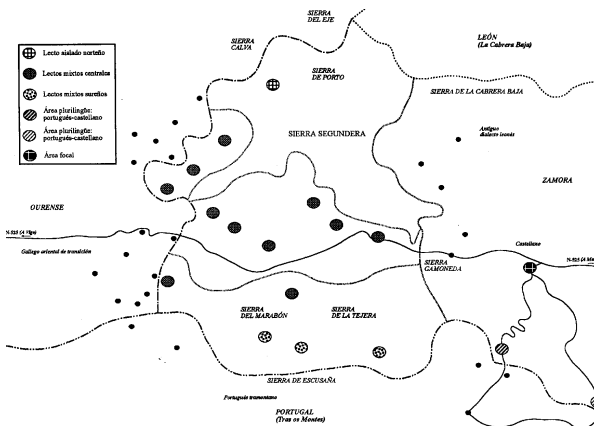 SIERRA
DEL EJE
SIERRA
CALVA
LEÓN
(La Cabrera Baja)
Lecto aislado norteño
Lectos mixtos centrales
Lectos mixtos sureños
Área plurilingüe:
portugués-castellano
Área plurilingüe:
portugués-castellano
Área focal
SIERRA
DE PORTO
SIERRA DE LA CABRERA BAJA
SIERRA SEGUNDERA
Antiguo
dialecto leonés
ZAMORA
OURENSE
N-525 (A Vigo)
Gallego oriental de transición
Castellano
N-525 (A
SIERRA
GAMONEDA
SIERRA
DEL MARABÓN
SIERRA
DE LA TEJERA
SIERRA DE ESCUSAÑA
Portugués trasmontano
PORTUGAL
(Tras os Montes)